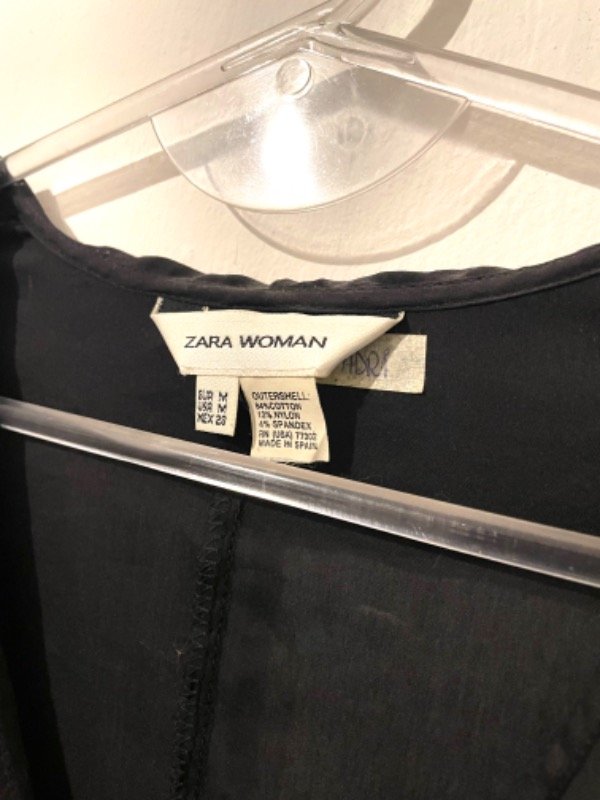 ZARA WOMAN
EUR M
USA M
MEX 28
OUTERSHELL:
84%COTTON
12% NYLON
4% SPANDEX
RN (USA) 77302
MADE IN SPAIN